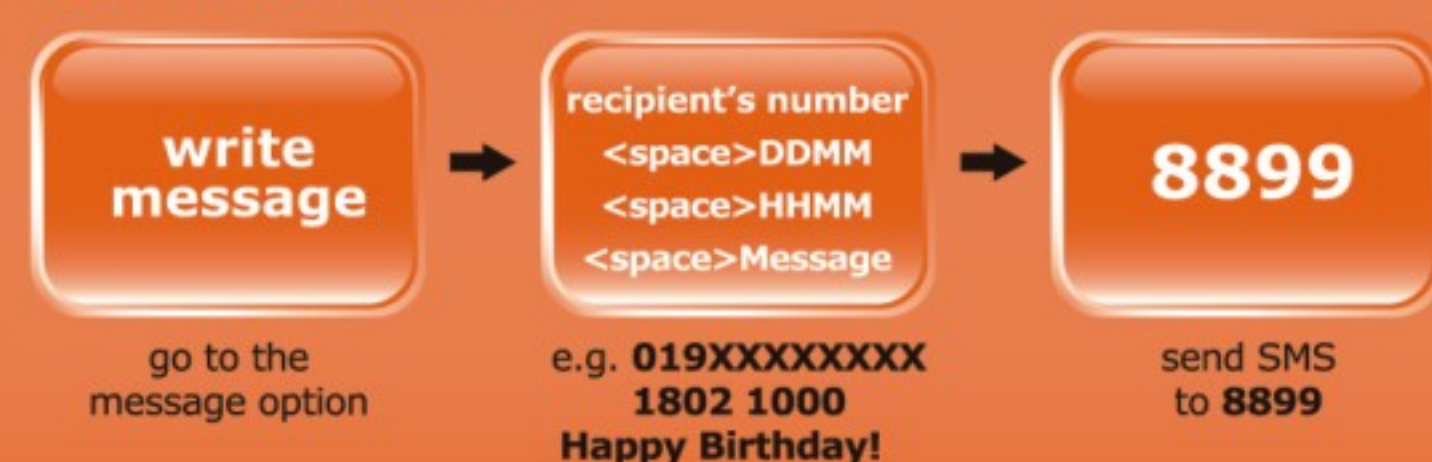 write
message
go to the
message option
recipient's number
<space>DDMM
<space>HHMM
<space>Message
e.g. 019XXXXXXXX
1802 1000
Happy Birthday!
8899
send SMS
to 8899